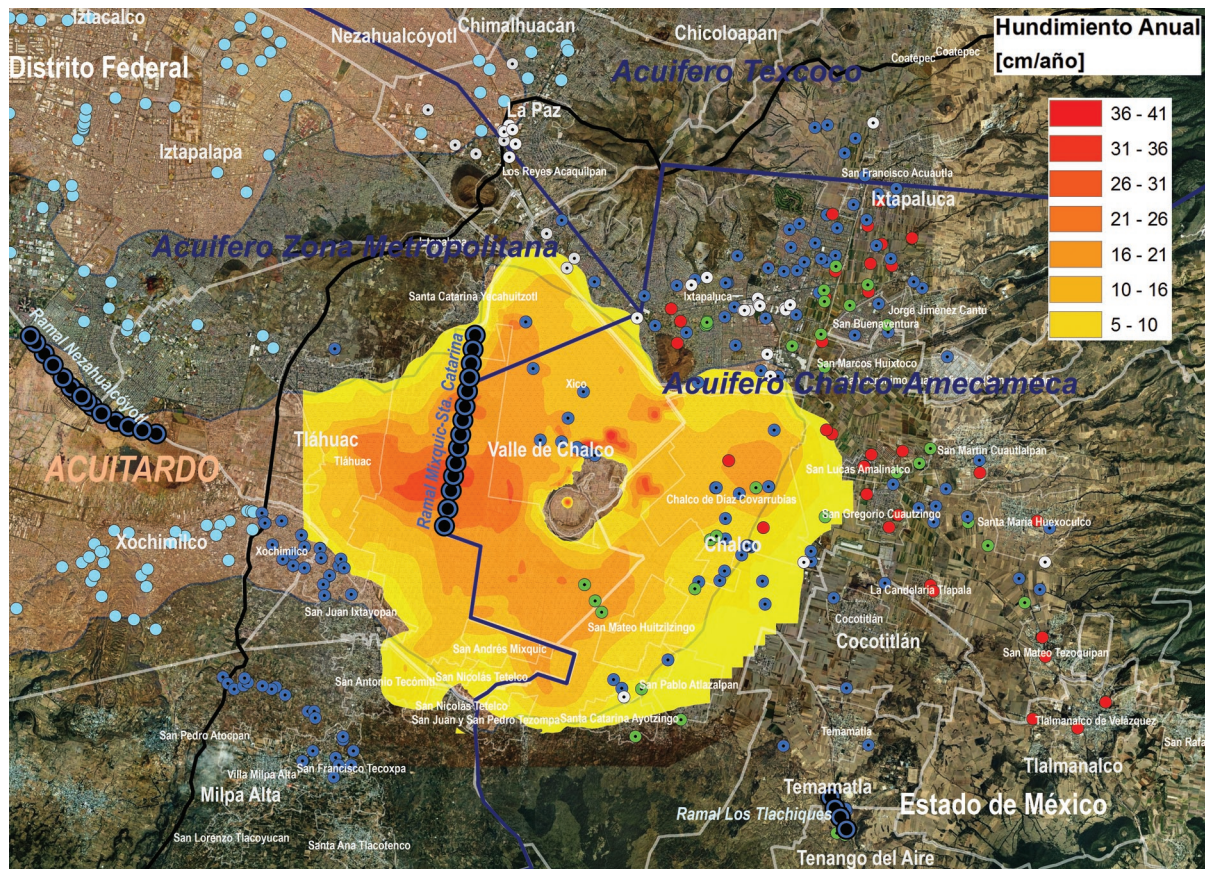 Iztacalco
Chimalhuacán
Nezahualcóyotl
Chicoloapan
Coatepec
Coatepec
Hundimiento Anual
[cm/año]
Distrito Federal
Acuifero Texcoco
36 - 41
31 - 36
26 - 31
21 - 26
16 - 21
10 - 16
5 - 10
La Paz
Iztapalapa
Los Reyes Acaquilpan
San Francisco Acuautla
Ixtapaluca
Acuifero Zona Metropolitana
Santa Catarina Yecahuitzotl
Ixtapaluca
Jorge Jiménez Cantú
San Buenaventura
San Marcos Huixtoco
Ramal Nezahualcóyotl
Ramal Mixquic-Sta. Catarina
Xico
Acuifero Chalco-Amecameca
Tláhuac
Tláhuac
Valle de Chalco
ACUITARDO
San Martín Cuautlalpan
San Lucas Amalinalco
Chalco de Díaz Covarrubias
San Gregorio Cuautzingo
Santa María Huexoculco
Xochimilco
Xochimilco
Chalco
San Juan Ixtayopan
La Candelaria Tlapala
San Mateo Huitzilzingo
Cocotitlán
Cocotitlán
San Andrés Mixquic
San Mateo Tezoquipan
San Antonio Tecómitl
San Nicolás Tetelco
San Pablo Atlazalpan
San Nicolás Tetelco
San Juan y San Pedro Tezompa
Santa Catarina Ayotzingo
Tlalmanalco de Velázquez
San Pedro Atocpan
Temamatla
San Rafa
Villa Milpa Alta
San Francisco Tecoxpa
Tlalmanalco
Milpa Alta
Temamatla
Estado de México
Ramal Los Tlachiques
San Lorenzo Tlacoyucan
Santa Ana Tlacotenco
Tenango del Aire